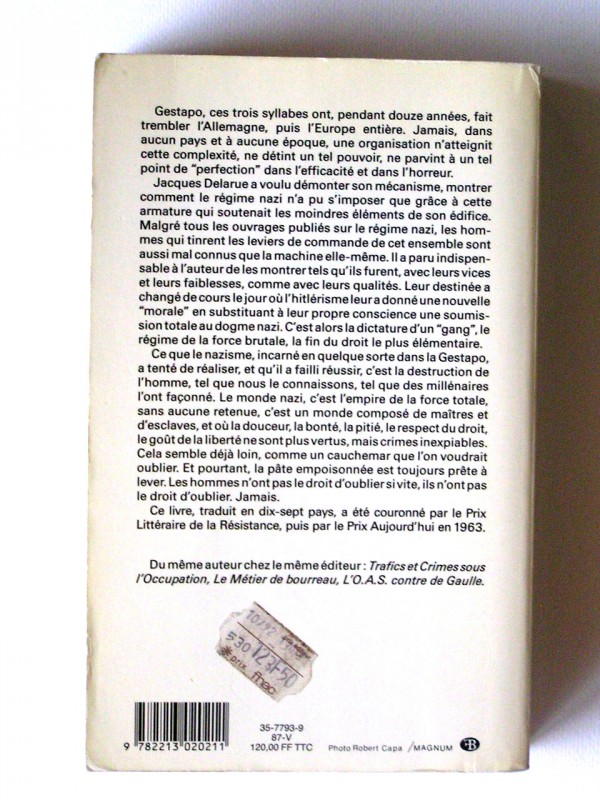 Gestapo, ces trois syllabes ont, pendant douze années, fait
trembler l'Allemagne, puis l'Europe entière. Jamais, dans
aucun pays et à aucune époque, une organisation n'atteignit
cette complexité, ne détint un tel pouvoir, ne parvint à un tel
point de "perfection" dans l'efficacité et dans l'horreur.
Jacques Delarue a voulu démonter son mécanisme, montrer
comment le régime nazi n'a pu s'imposer que grâce à cette
armature qui soutenait les moindres éléments de son édifice.
Malgré tous les ouvrages publiés sur le régime nazi, les hom-
mes qui tinrent les leviers de commande de cet ensemble sont
aussi mal connus que la machine elle-même. Il a paru indispen-
sable à l'auteur de les montrer tels qu'ils furent, avec leurs vices
et leurs faiblesses, comme avec leurs qualités. Leur destinée a
changé de cours le jour où l'hitlérisme leur a donné une nouvelle
"morale" en substituant à leur propre conscience une soumis-
sion totale au dogme nazi. C'est alors la dictature d'un "gang", le
régime de la force brutale, la fin du droit le plus élémentaire.
Ce que le nazisme, incarné en quelque sorte dans la Gestapo,
a tenté de réaliser, et qu'il a failli réussir, c'est la destruction de
l'homme, tel que nous le connaissons, tel que des millénaires
l'ont façonné. Le monde nazi, c'est l'empire de la force totale,
sans aucune retenue, c'est un monde composé de maîtres et
d'esclaves, et où la douceur, la bonté, la pitié, le respect du droit,
le goût de la liberté ne sont plus vertus, mais crimes inexpiables.
Cela semble déjà loin, comme un cauchemar que l'on voudrait
oublier. Et pourtant, la pâte empoisonnée est toujours prête à
lever. Les hommes n'ont pas le droit d'oublier si vite, ils n'ont pas
le droit d'oublier. Jamais.
Ce livre, traduit en dix-sept pays, a été couronné par le Prix
Littéraire de la Résistance, puis par le Prix Aujourd'hui en 1963.
Du même auteur chez le même éditeur : Trafics et Crimes sous
l'Occupation, Le Métier de bourreau, L'O.A.S. contre de Gaulle.
10/92
530 123F50
prix fnac
35-7793-9
87-V
120,00 FF TTC
9 782213 020211
Photo Robert Capa / MAGNUM